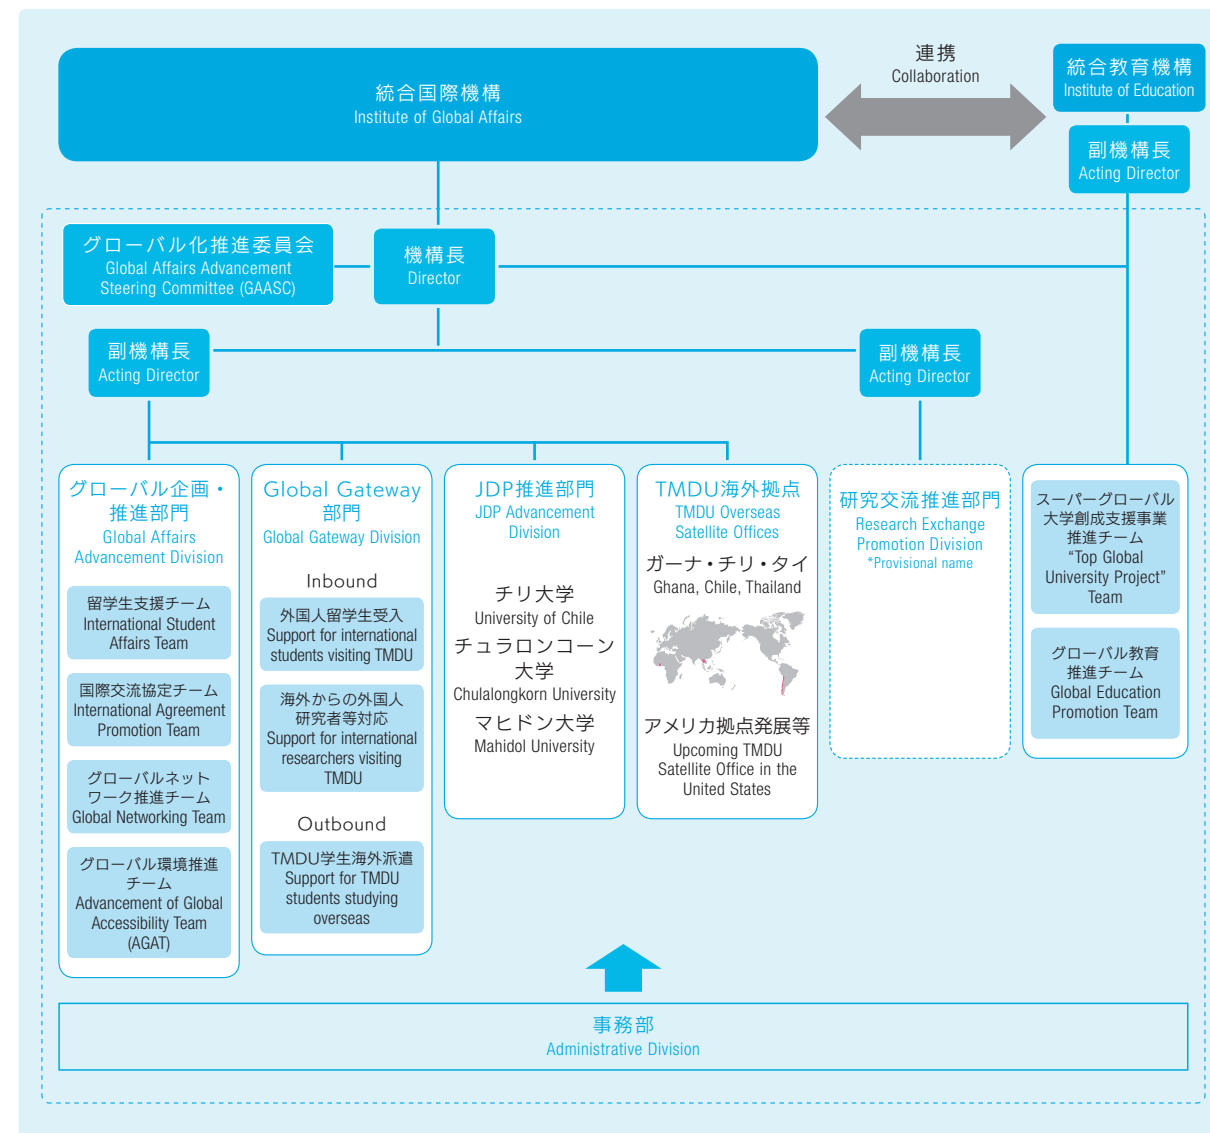 統合国際機構
Institute of Global Affairs
連携
Collaboration
統合教育機構
Institute of Education
副機構長
Acting Director
グローバル化推進委員会
Global Affairs Advancement
Steering Committee (GAASC)
機構長
Director
副機構長
Acting Director
副機構長
Acting Director
グローバル企画・
推進部門
Global Affairs
Advancement Division
留学生支援チーム
International Student
Affairs Team
国際交流協定チーム
International Agreement
Promotion Team
グローバルネット
ワーク推進チーム
Global Networking Team
グローバル環境推進
チーム
Advancement of Global
Accessibility Team
(AGAT)
Global Gateway
部門
Global Gateway Division
Inbound
外国人留学生受入
Support for international
students visiting TMDU
海外からの外国人
研究者等対応
Support for international
researchers visiting
TMDU
Outbound
TMDU学生海外派遣
Support for TMDU
students studying
overseas
JDP推進部門
JDP Advancement
Division
チリ大学
University of Chile
チュラロンコーン
大学
Chulalongkorn University
マヒドン大学
Mahidol University
TMDU海外拠点
TMDU Overseas
Satellite Offices
ガーナ・チリ・タイ
Ghana, Chile, Thailand
アメリカ拠点発展等
Upcoming TMDU
Satellite Office in the
United States
研究交流推進部門
Research Exchange
Promotion Division
*Provisional name
スーパーグローバル
大学創成支援事業
推進チーム
“Top Global
University Project”
Team
グローバル教育
推進チーム
Global Education
Promotion Team
事務部
Administrative Division